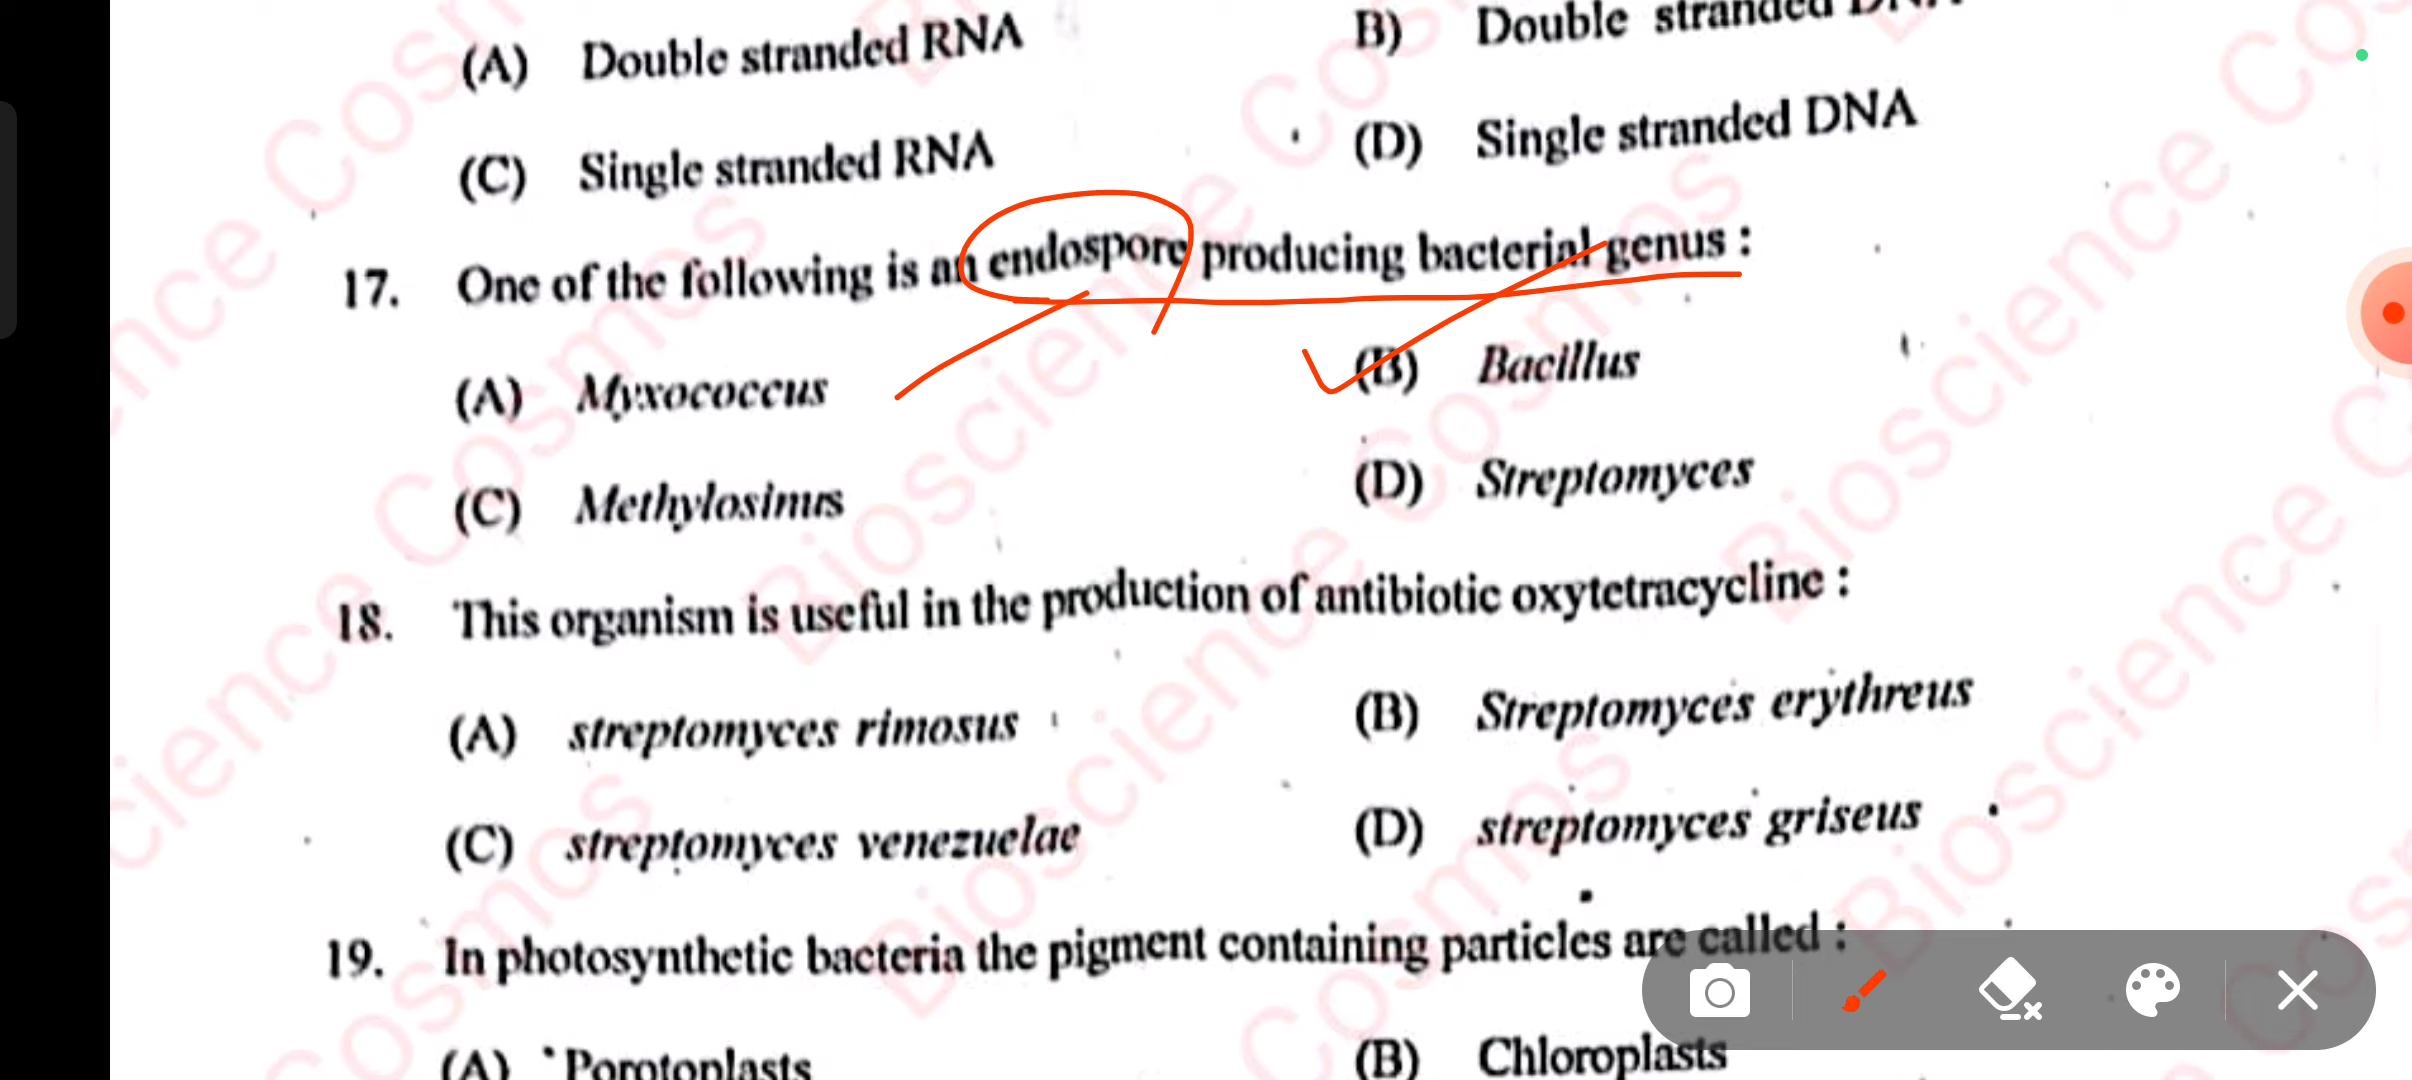 (A) Double stranded RNA B) Double stranded DNA
(C) Single stranded RNA (D) Single stranded DNA
17. One of the following is an endospore producing bacterial genus :
(A) Myxococcus (B) Bacillus
(C) Methylosinus (D) Streptomyces
18. This organism is useful in the production of antibiotic oxytetracycline :
(A) streptomyces rimosus (B) Streptomyces erythreus
(C) streptomyces venezuelae (D) streptomyces griseus
19. In photosynthetic bacteria the pigment containing particles are called :
(A) Porotoplasts (B) Chloroplasts
Bioscience Cosmos